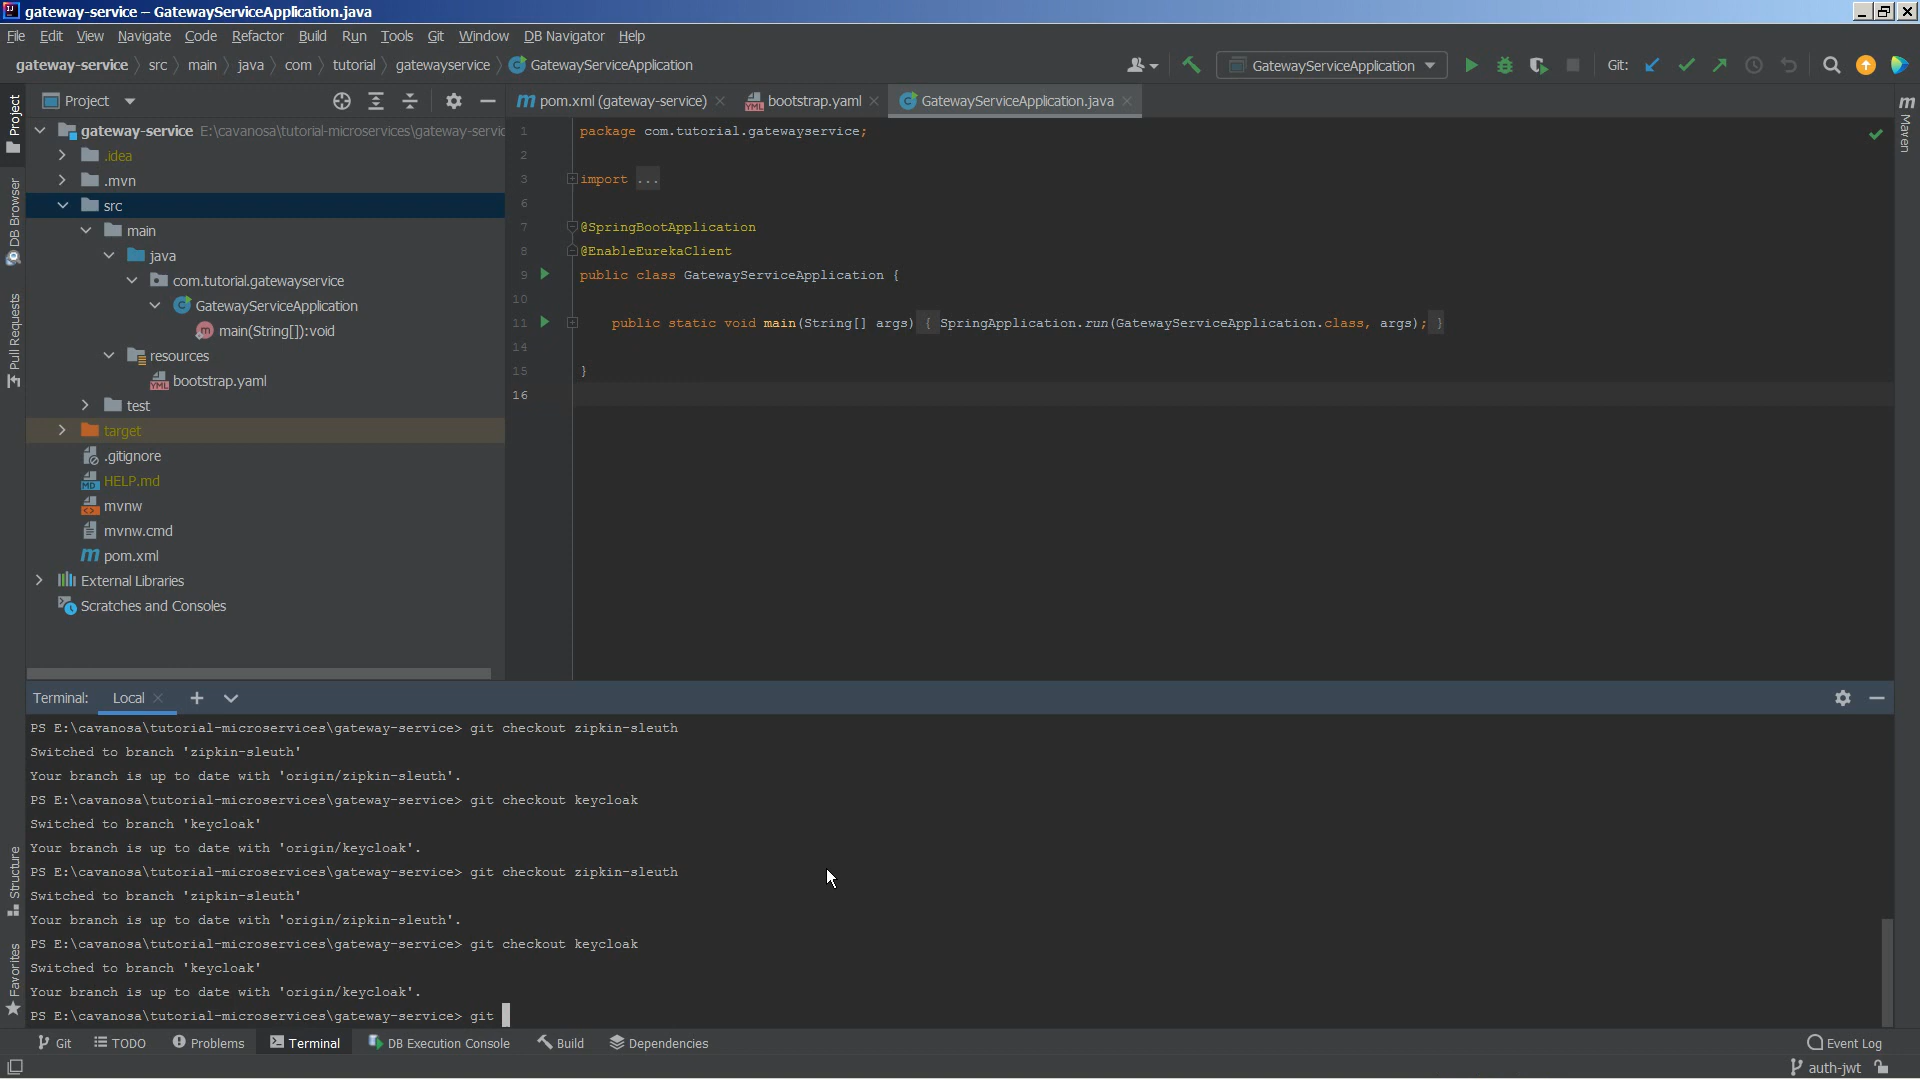 gateway-service – GatewayServiceApplication.java
File Edit View Navigate Code Refactor Build Run Tools Git Window DB Navigator Help
gateway-service src main java com tutorial gatewayservice GatewayServiceApplication
GatewayServiceApplication
Git:
Project
pom.xml (gateway-service)
bootstrap.yaml
GatewayServiceApplication.java
Project
DB Browser
Pull Requests
Structure
Favorites
Maven
gateway-service E:\cavanosa\tutorial-microservices\gateway-servic
.idea
.mvn
src
main
java
com.tutorial.gatewayservice
GatewayServiceApplication
main(String[]):void
resources
bootstrap.yaml
test
target
.gitignore
HELP.md
mvnw
mvnw.cmd
pom.xml
External Libraries
Scratches and Consoles
1 package com.tutorial.gatewayservice;
2
3 import ...
6
7 @SpringBootApplication
8 @EnableEurekaClient
9 public class GatewayServiceApplication {
10
11 public static void main(String[] args) { SpringApplication.run(GatewayServiceApplication.class, args); }
14
15 }
16
Terminal: Local
PS E:\cavanosa\tutorial-microservices\gateway-service> git checkout zipkin-sleuth
Switched to branch 'zipkin-sleuth'
Your branch is up to date with 'origin/zipkin-sleuth'.
PS E:\cavanosa\tutorial-microservices\gateway-service> git checkout keycloak
Switched to branch 'keycloak'
Your branch is up to date with 'origin/keycloak'.
PS E:\cavanosa\tutorial-microservices\gateway-service> git checkout zipkin-sleuth
Switched to branch 'zipkin-sleuth'
Your branch is up to date with 'origin/zipkin-sleuth'.
PS E:\cavanosa\tutorial-microservices\gateway-service> git checkout keycloak
Switched to branch 'keycloak'
Your branch is up to date with 'origin/keycloak'.
PS E:\cavanosa\tutorial-microservices\gateway-service> git
Git TODO Problems Terminal DB Execution Console Build Dependencies Event Log
auth-jwt